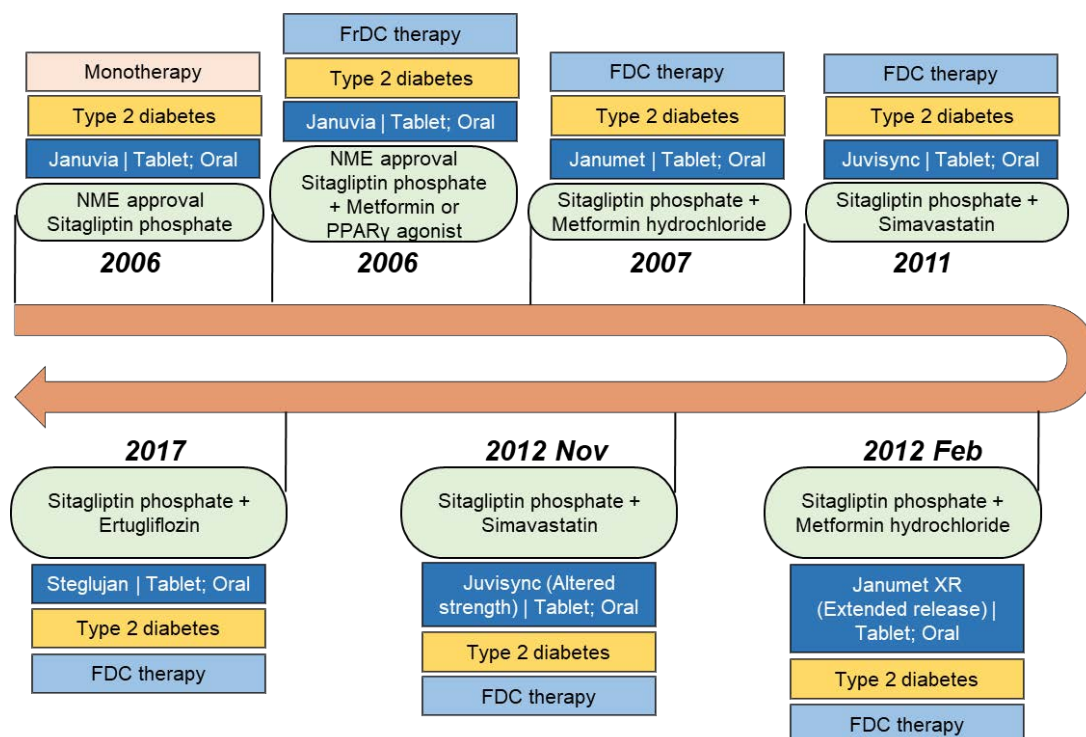 Monotherapy
Type 2 diabetes
Januvia | Tablet; Oral
NME approval
Sitagliptin phosphate
2006
FrDC therapy
Type 2 diabetes
Januvia | Tablet; Oral
NME approval
Sitagliptin phosphate
+ Metformin or
PPARγ agonist
2006
FDC therapy
Type 2 diabetes
Janumet | Tablet; Oral
Sitagliptin phosphate +
Metformin hydrochloride
2007
FDC therapy
Type 2 diabetes
Juvisync | Tablet; Oral
Sitagliptin phosphate +
Simavastatin
2011
2017
Sitagliptin phosphate +
Ertugliflozin
Steglujan | Tablet; Oral
Type 2 diabetes
FDC therapy
2012 Nov
Sitagliptin phosphate +
Simavastatin
Juvisync (Altered
strength) | Tablet; Oral
Type 2 diabetes
FDC therapy
2012 Feb
Sitagliptin phosphate +
Metformin hydrochloride
Janumet XR
(Extended release) |
Tablet; Oral
Type 2 diabetes
FDC therapy